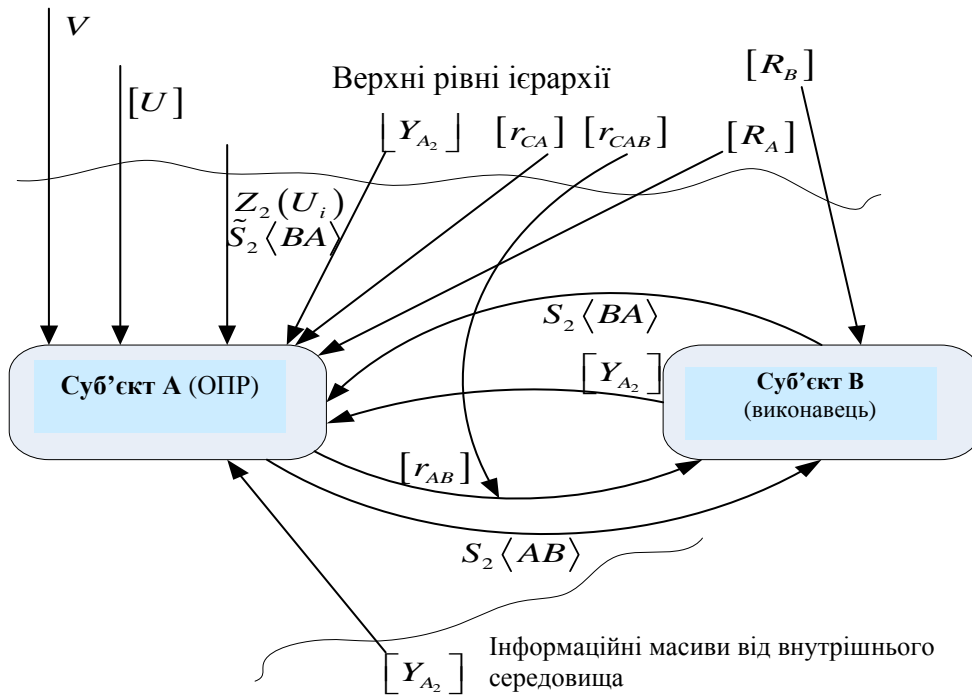 V
[U]
Верхні рівні ієрархії
[R_B]
⌊Y_{A_2}⌋ [r_{CA}] [r_{CAB}] [R_A]
Z_2(U_i)
S̃_2⟨BA⟩
S_2⟨BA⟩
[Y_{A_2}]
Суб’єкт А (ОПР)
Суб’єкт В
(виконавець)
[r_{AB}]
S_2⟨AB⟩
[Y_{A_2}]
Інформаційні масиви від внутрішнього
середовища